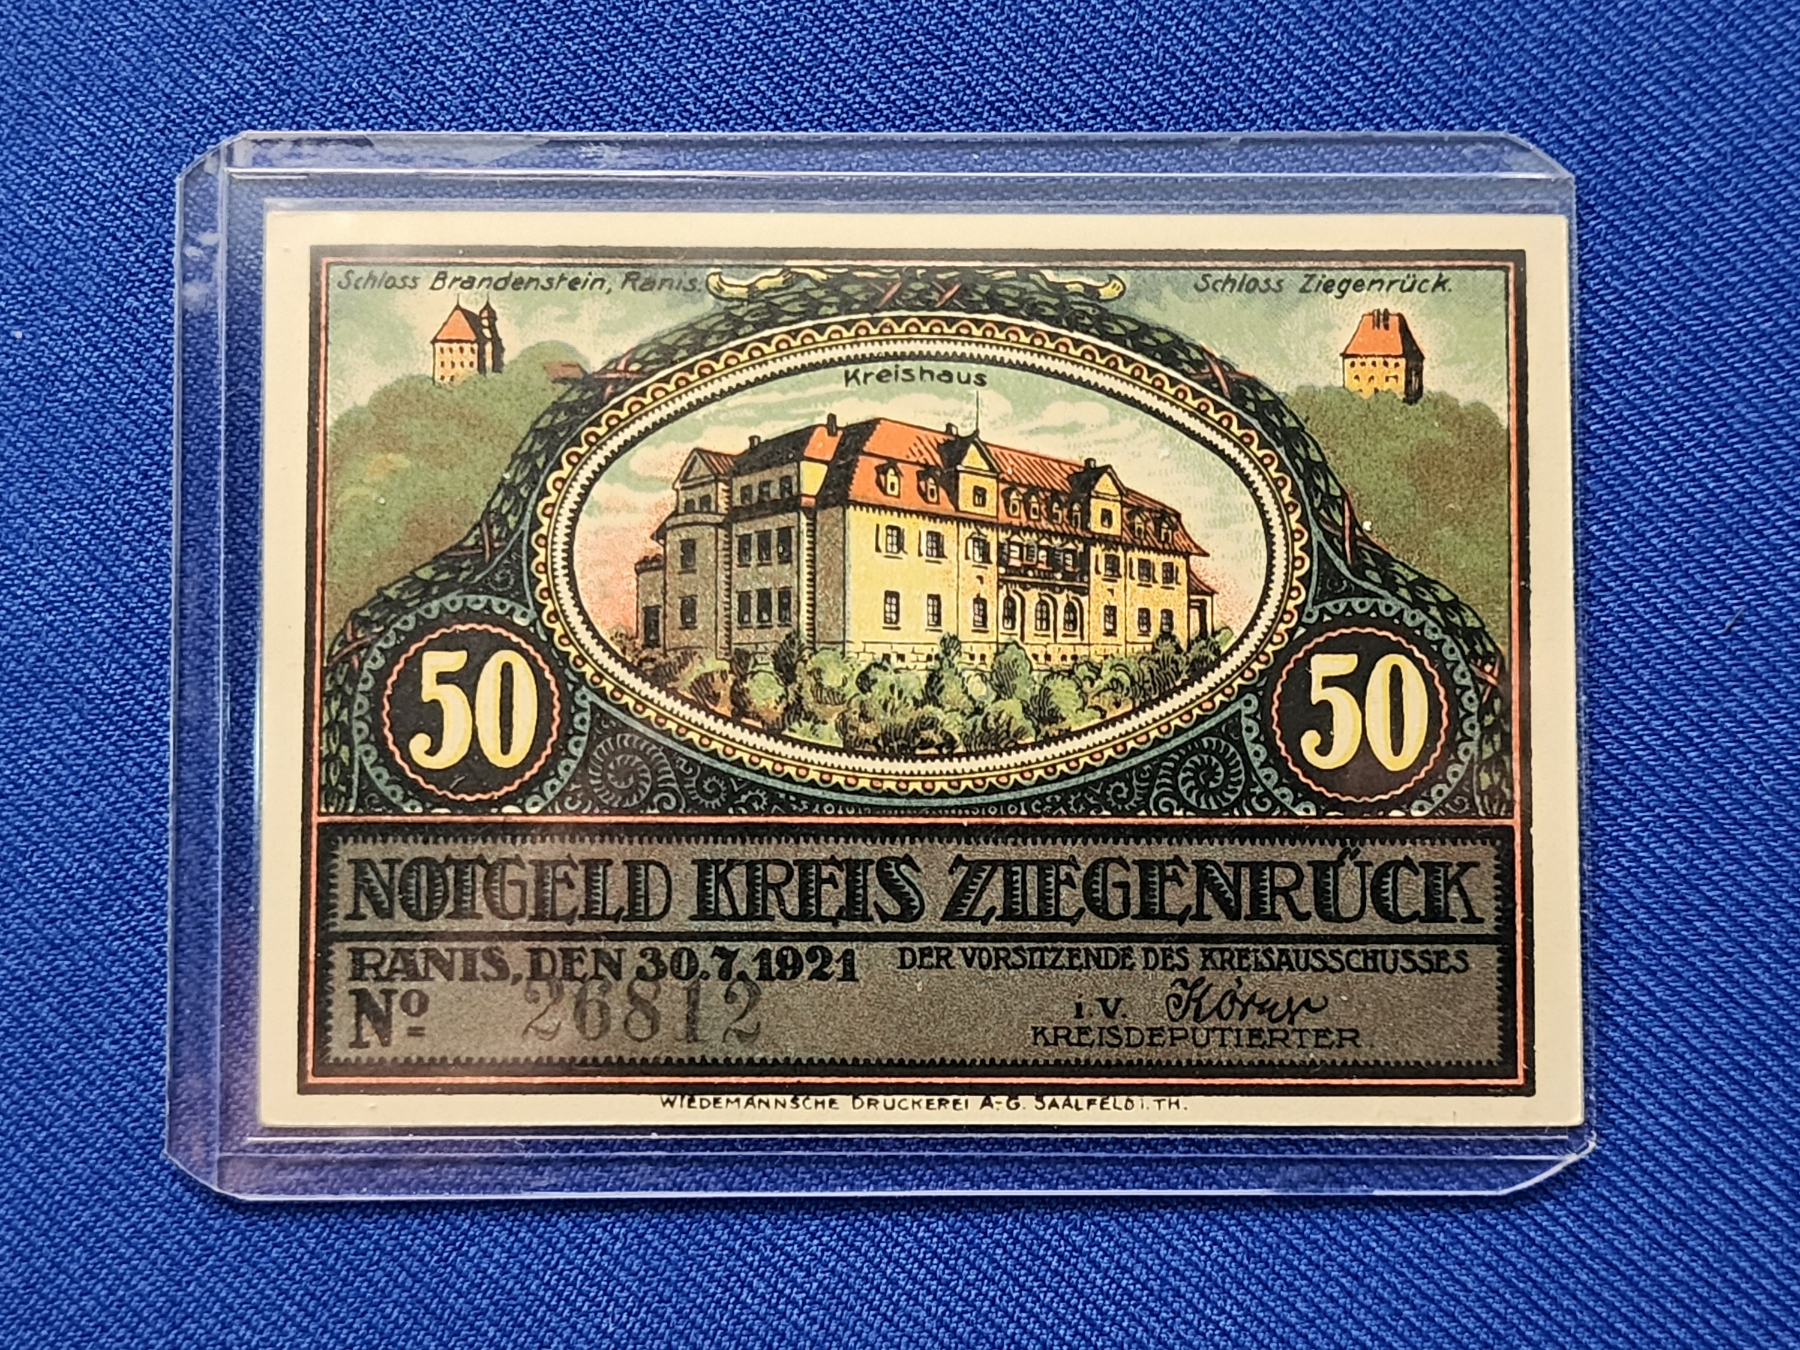 Schloss Brandenstein, Ranis.
Schloss Ziegenrück.
Kreishaus
50
50
NOTGELD KREIS ZIEGENRÜCK
RANIS, DEN 30.7.1921
DER VORSITZENDE DES KREISAUSSCHUSSES
No 26812
i.V. Körner
KREISDEPUTIERTER
WIEDEMANNSCHE DRUCKEREI A-G. SAALFELD i. TH.